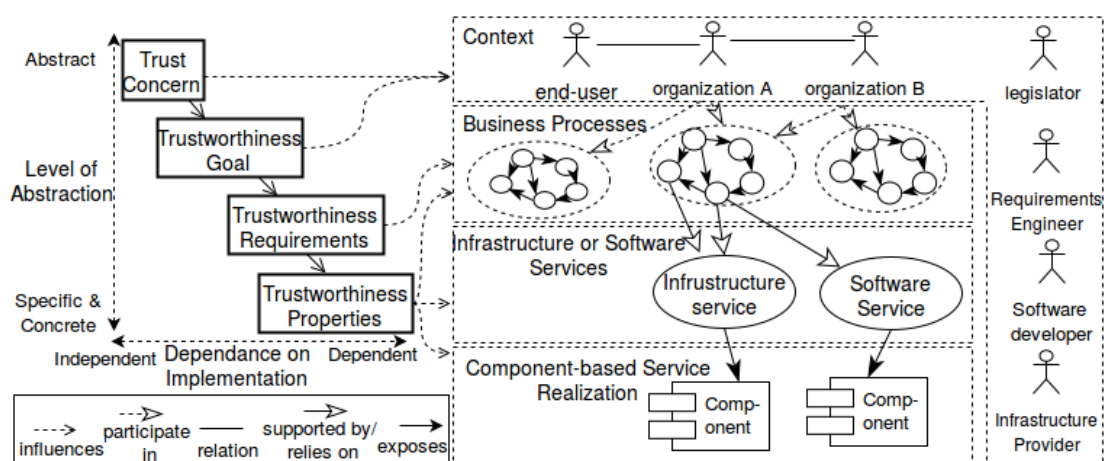 Abstract
Level of
Abstraction
Specific &
Concrete
Trust
Concern
Trustworthiness
Goal
Trustworthiness
Requirements
Trustworthiness
Properties
Independent
Dependance on
Implementation
Dependent
influences
participate
in
relation
supported by/
relies on
exposes
Context
end-user
organization A
organization B
legislator
Business Processes
Requirements
Engineer
Infrastructure or Software
Services
Infrustructure
service
Software
Service
Software
developer
Component-based Service
Realization
Comp-
onent
Comp-
onent
Infrastructure
Provider